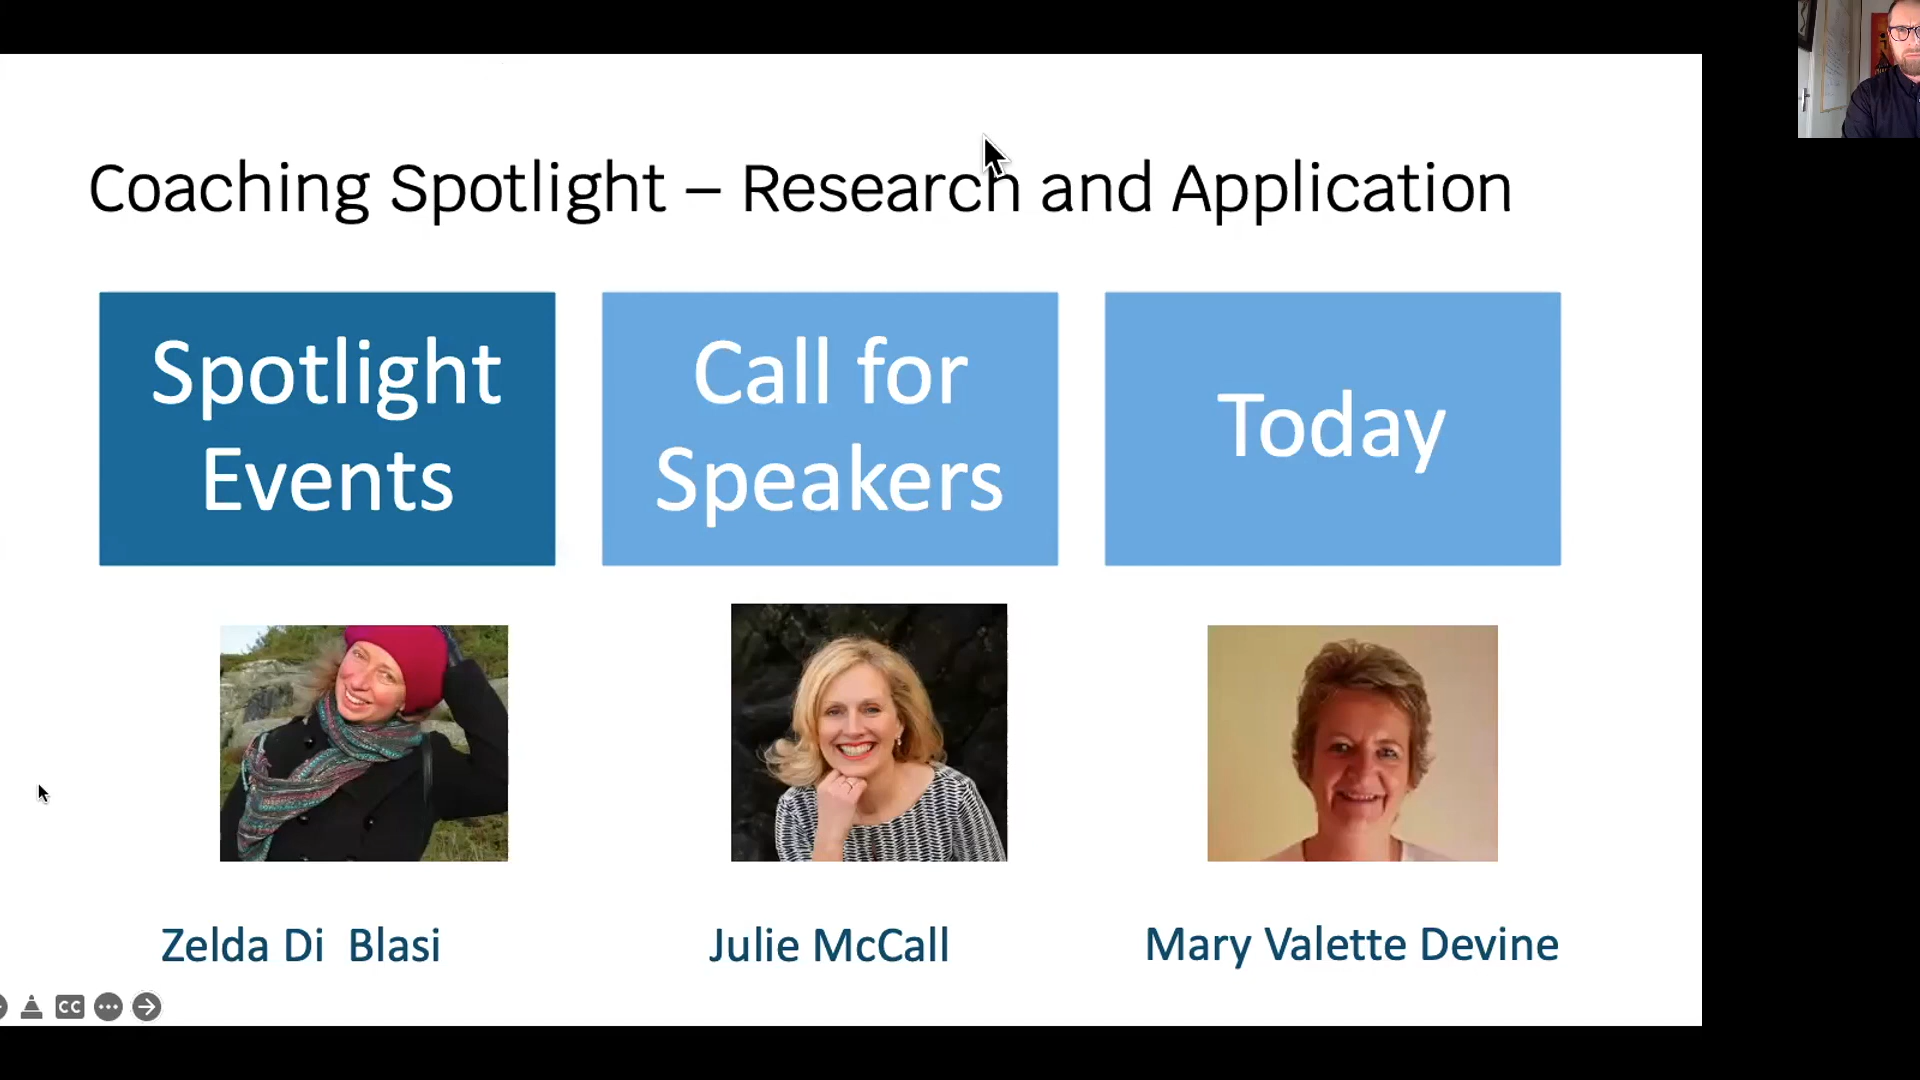 Coaching Spotlight – Research and Application
Spotlight
Events
Call for
Speakers
Today
Zelda Di  Blasi
Julie McCall
Mary Valette Devine
CC